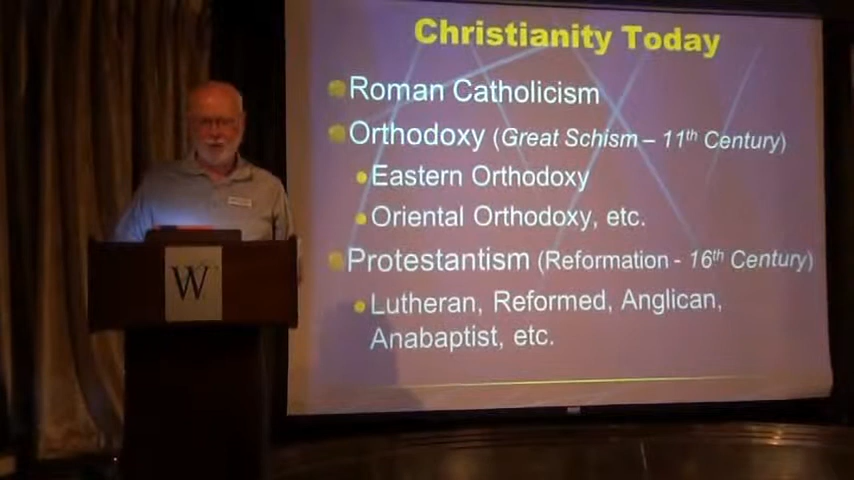 Christianity Today
Roman Catholicism
Orthodoxy (Great Schism – 11th Century)
Eastern Orthodoxy
Oriental Orthodoxy, etc.
Protestantism (Reformation - 16th Century)
Lutheran, Reformed, Anglican,
Anabaptist, etc.
W